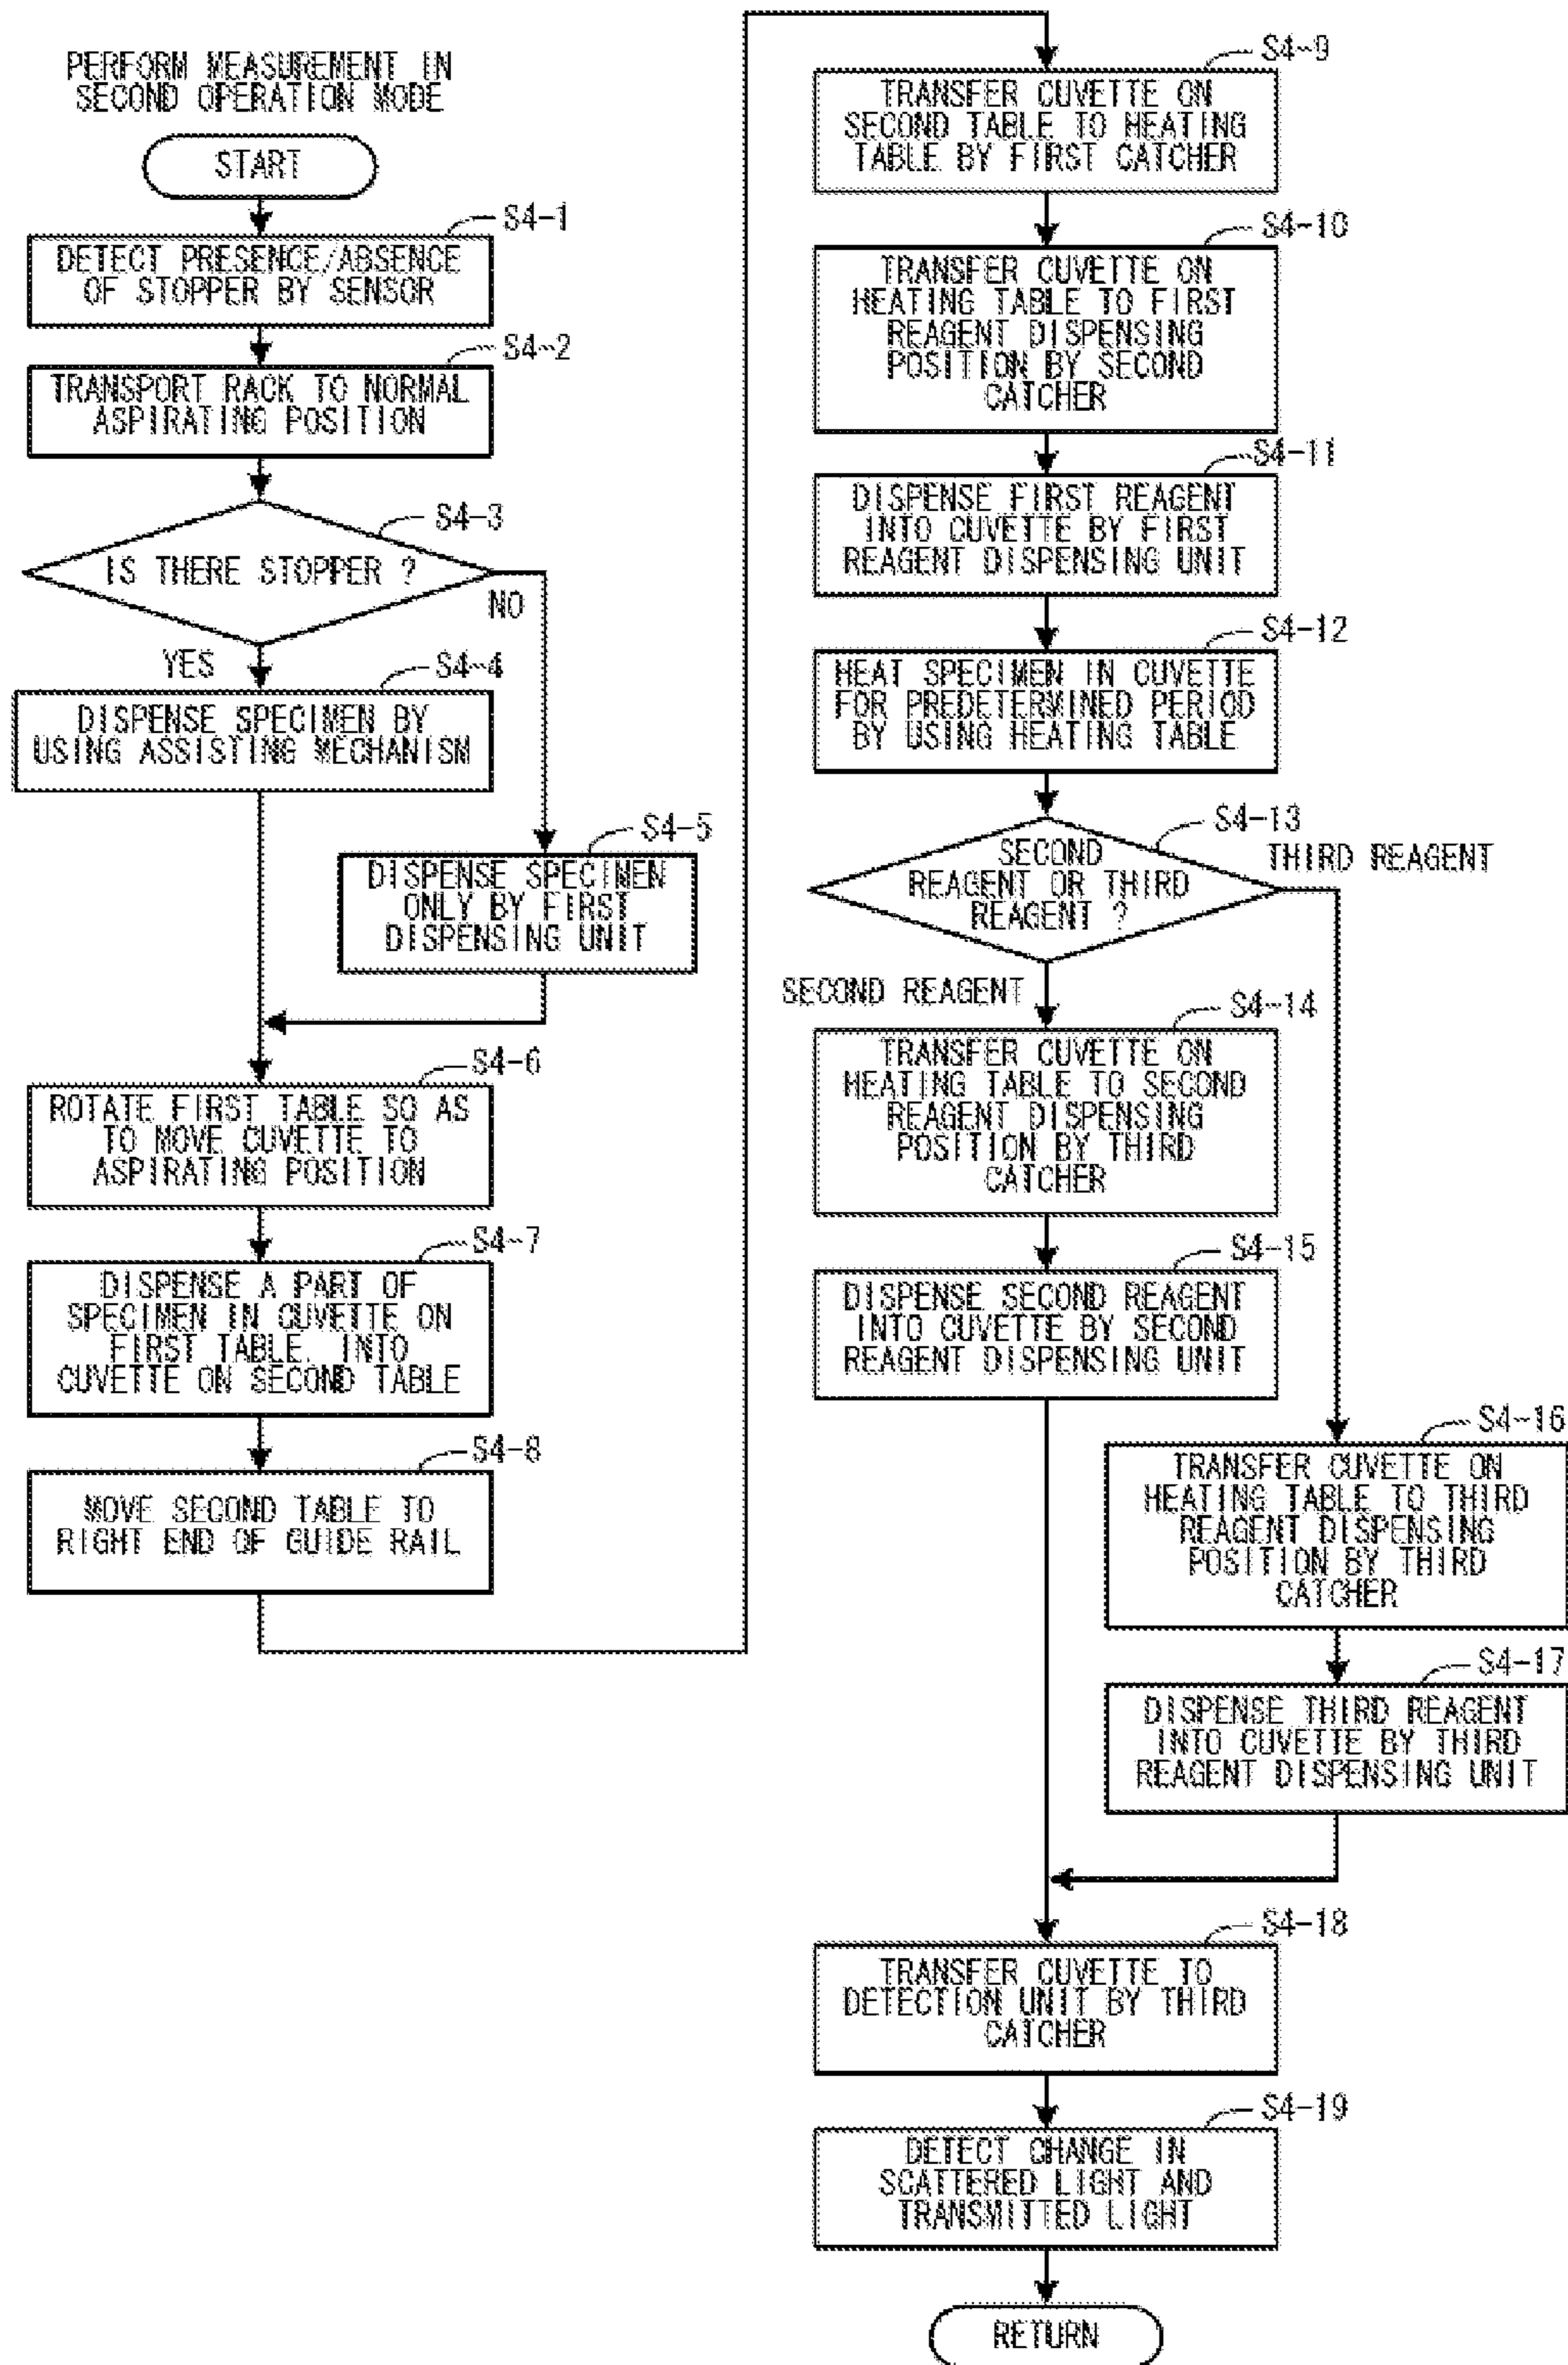 PERFORM MEASUREMENT IN
SECOND OPERATION MODE
START
S4-1
DETECT PRESENCE/ABSENCE
OF STOPPER BY SENSOR
S4-2
TRANSPORT RACK TO NORMAL
ASPIRATING POSITION
S4-3
IS THERE STOPPER ?
NO
YES
S4-4
DISPENSE SPECIMEN BY
USING ASSISTING MECHANISM
S4-5
DISPENSE SPECIMEN
ONLY BY FIRST
DISPENSING UNIT
S4-6
ROTATE FIRST TABLE SO AS
TO MOVE CUVETTE TO
ASPIRATING POSITION
S4-7
DISPENSE A PART OF
SPECIMEN IN CUVETTE ON
FIRST TABLE, INTO
CUVETTE ON SECOND TABLE
S4-8
MOVE SECOND TABLE TO
RIGHT END OF GUIDE RAIL
S4-9
TRANSFER CUVETTE ON
SECOND TABLE TO HEATING
TABLE BY FIRST CATCHER
S4-10
TRANSFER CUVETTE ON
HEATING TABLE TO FIRST
REAGENT DISPENSING
POSITION BY SECOND
CATCHER
S4-11
DISPENSE FIRST REAGENT
INTO CUVETTE BY FIRST
REAGENT DISPENSING UNIT
S4-12
HEAT SPECIMEN IN CUVETTE
FOR PREDETERMINED PERIOD
BY USING HEATING TABLE
S4-13
SECOND
REAGENT OR THIRD
REAGENT ?
THIRD REAGENT
SECOND REAGENT
S4-14
TRANSFER CUVETTE ON
HEATING TABLE TO SECOND
REAGENT DISPENSING
POSITION BY THIRD
CATCHER
S4-15
DISPENSE SECOND REAGENT
INTO CUVETTE BY SECOND
REAGENT DISPENSING UNIT
S4-16
TRANSFER CUVETTE ON
HEATING TABLE TO THIRD
REAGENT DISPENSING
POSITION BY THIRD
CATCHER
S4-17
DISPENSE THIRD REAGENT
INTO CUVETTE BY THIRD
REAGENT DISPENSING UNIT
S4-18
TRANSFER CUVETTE TO
DETECTION UNIT BY THIRD
CATCHER
S4-19
DETECT CHANGE IN
SCATTERED LIGHT AND
TRANSMITTED LIGHT
RETURN